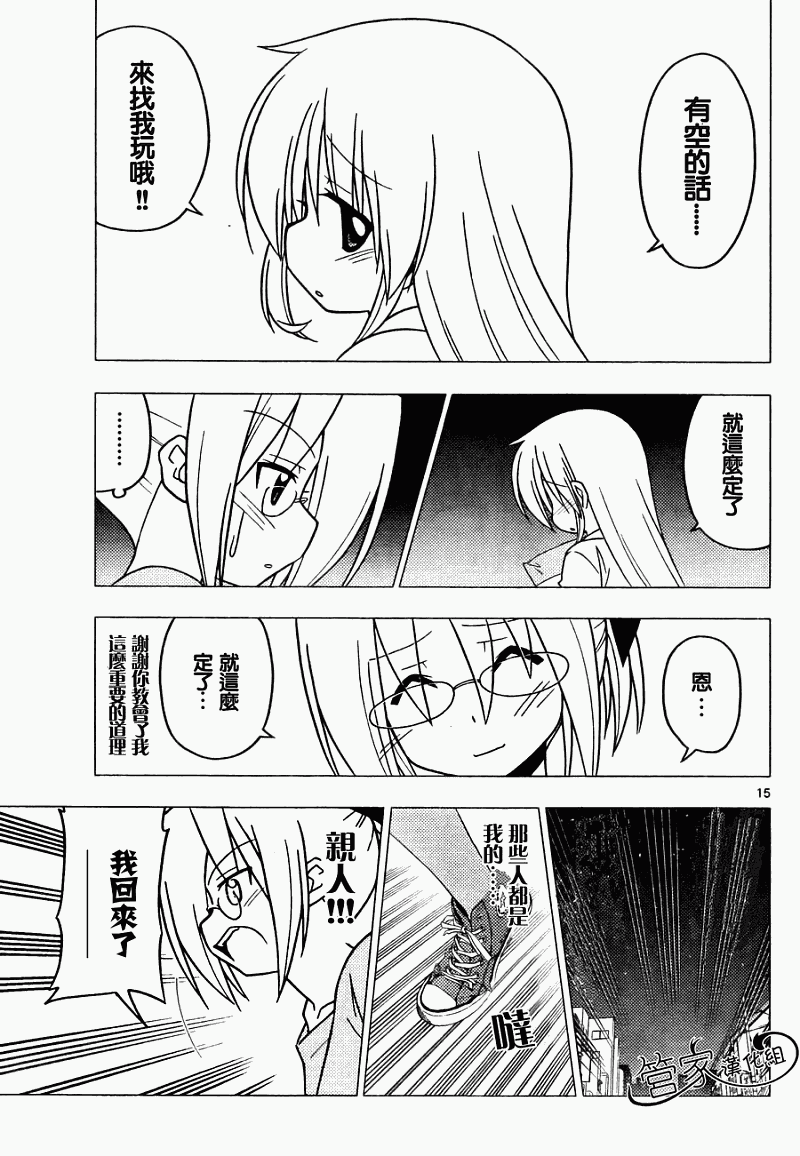 有空的話……
來找我玩哦!!
就這麼定了
………
恩…
就這麼
定了…
謝謝你教會了我
這麼重要的道理
15
那些人都是
我的……
噠
親人!!!
──我回來了
管家漢化組